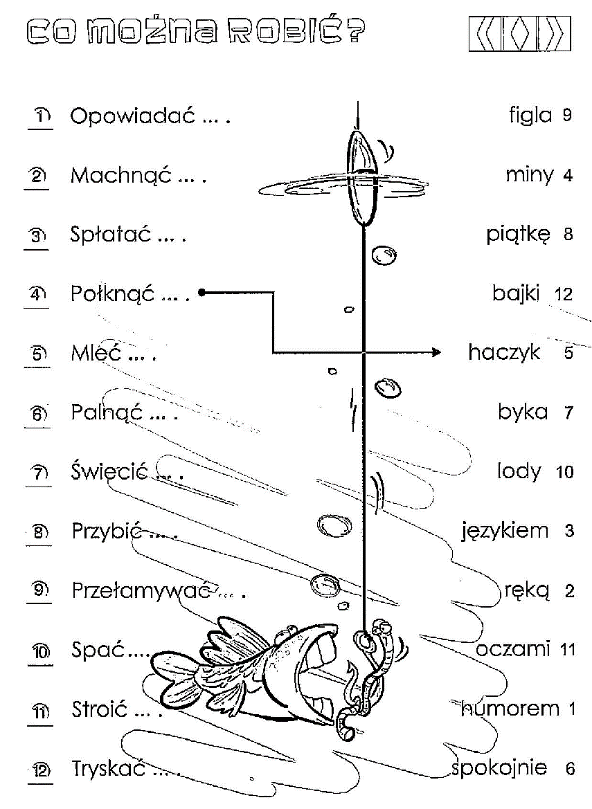 CO MOŻNA ROBIĆ?
1 Opowiadać ... . figla 9
2 Machnąć ... . miny 4
3 Spłatać ... . piątkę 8
4 Połknąć ... . bajki 12
5 Mleć ... . haczyk 5
6 Palnąć ... . byka 7
7 Święcić ... . lody 10
8 Przybić ... . językiem 3
9 Przełamywać ... . ręką 2
10 Spać .... oczami 11
11 Stroić ... . humorem 1
12 Tryskać ... . spokojnie 6